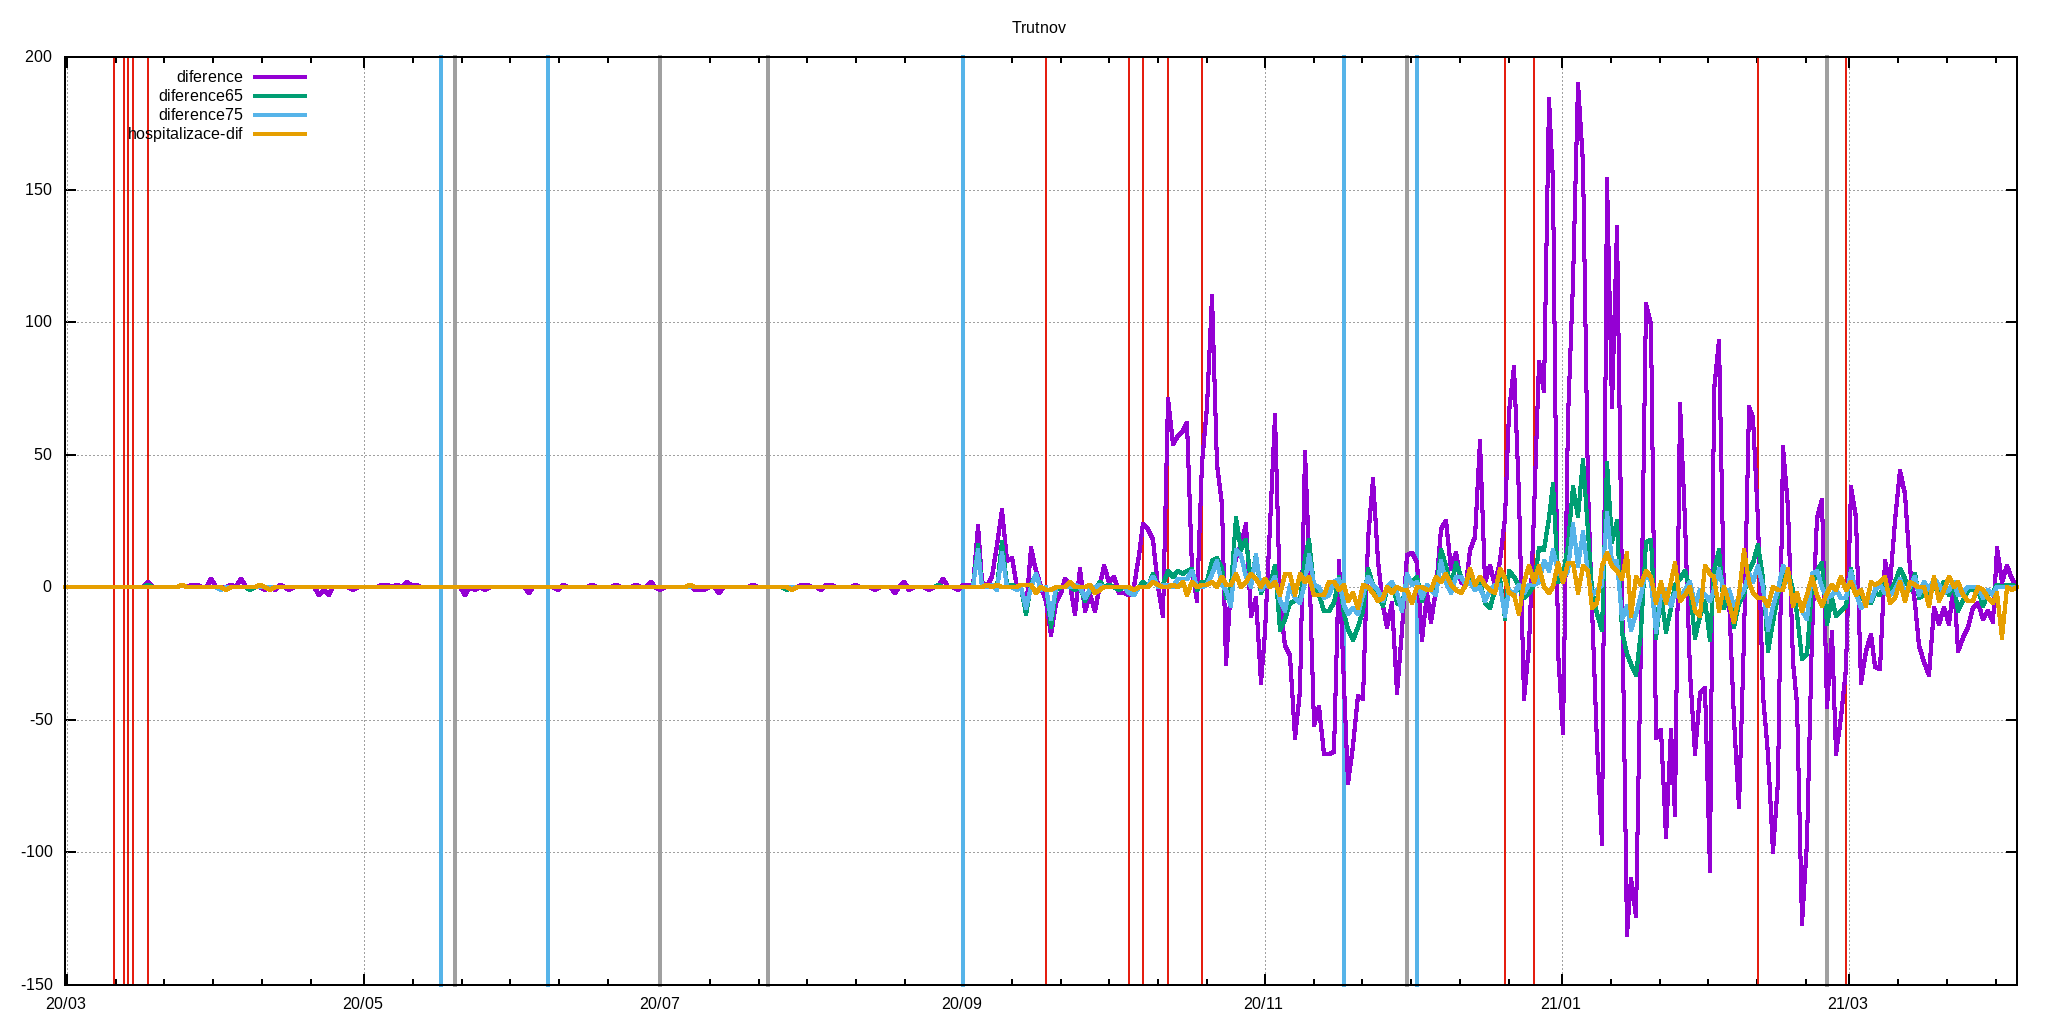 Trutnov
200
150
100
50
0
-50
-100
-150
diference
diference65
diference75
hospitalizace-dif
20/03 20/05 20/07 20/09 20/11 21/01 21/03